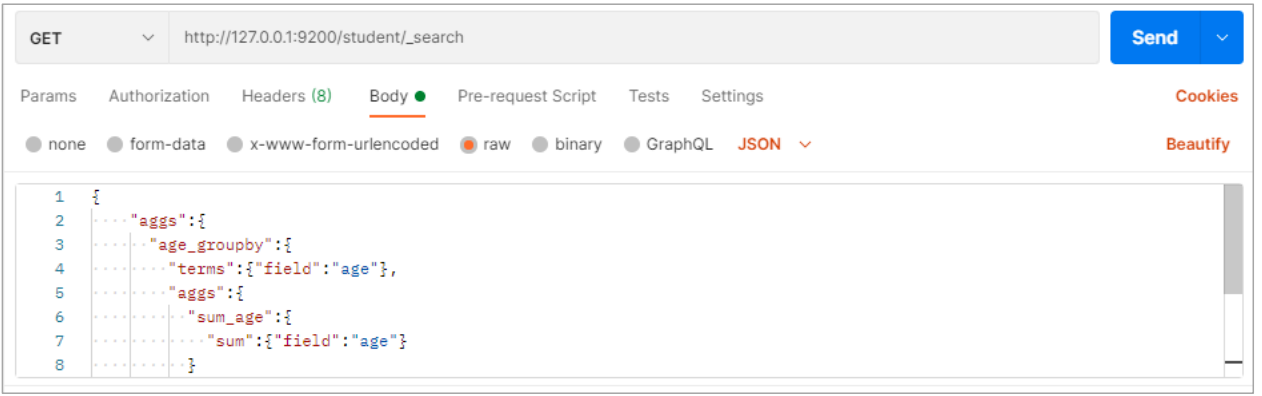 GET http://127.0.0.1:9200/student/_search Send
Params Authorization Headers (8) Body Pre-request Script Tests Settings Cookies
none form-data x-www-form-urlencoded raw binary GraphQL JSON Beautify
1 {
2 "aggs":{
3 "age_groupby":{
4 "terms":{"field":"age"},
5 "aggs":{
6 "sum_age":{
7 "sum":{"field":"age"}
8 }